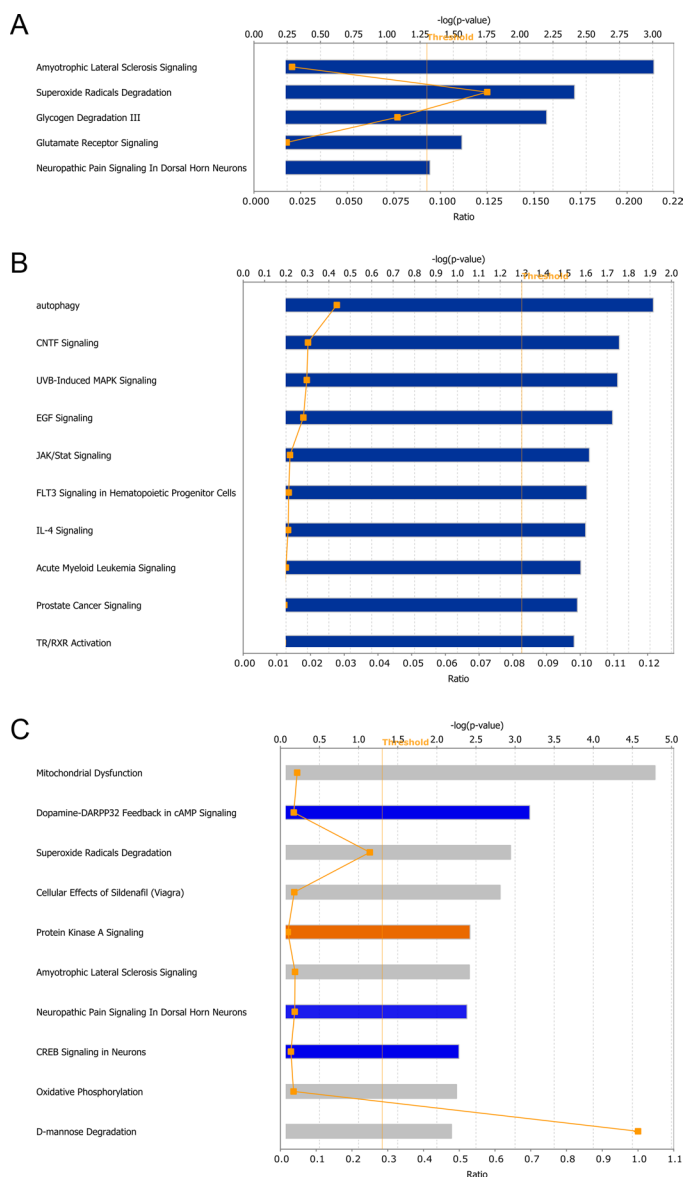 A
-log(p-value)
0.00 0.25 0.50 0.75 1.00 1.25 1.50 1.75 2.00 2.25 2.50 2.75 3.00
Threshold
Amyotrophic Lateral Sclerosis Signaling
Superoxide Radicals Degradation
Glycogen Degradation III
Glutamate Receptor Signaling
Neuropathic Pain Signaling In Dorsal Horn Neurons
0.000 0.025 0.050 0.075 0.100 0.125 0.150 0.175 0.200 0.22
Ratio
B
-log(p-value)
0.0 0.1 0.2 0.3 0.4 0.5 0.6 0.7 0.8 0.9 1.0 1.1 1.2 1.3 1.4 1.5 1.6 1.7 1.8 1.9 2.0
Threshold
autophagy
CNTF Signaling
UVB-Induced MAPK Signaling
EGF Signaling
JAK/Stat Signaling
FLT3 Signaling in Hematopoietic Progenitor Cells
IL-4 Signaling
Acute Myeloid Leukemia Signaling
Prostate Cancer Signaling
TR/RXR Activation
0.00 0.01 0.02 0.03 0.04 0.05 0.06 0.07 0.08 0.09 0.10 0.11 0.12
Ratio
C
-log(p-value)
0.0 0.5 1.0 1.5 2.0 2.5 3.0 3.5 4.0 4.5 5.0
Threshold
Mitochondrial Dysfunction
Dopamine-DARPP32 Feedback in cAMP Signaling
Superoxide Radicals Degradation
Cellular Effects of Sildenafil (Viagra)
Protein Kinase A Signaling
Amyotrophic Lateral Sclerosis Signaling
Neuropathic Pain Signaling In Dorsal Horn Neurons
CREB Signaling in Neurons
Oxidative Phosphorylation
D-mannose Degradation
0.0 0.1 0.2 0.3 0.4 0.5 0.6 0.7 0.8 0.9 1.0 1.1
Ratio